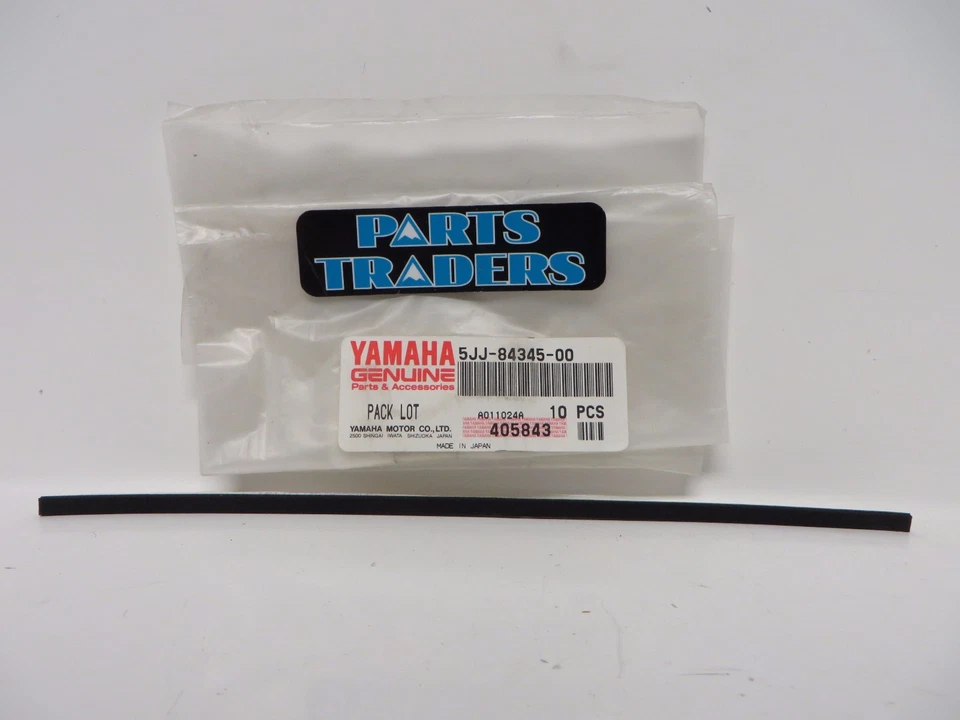 PARTS
TRADERS
YAMAHA 5JJ-84345-00
GENUINE
Parts & Accessories
PACK LOT A011024A 10 PCS
YAMAHA MOTOR CO., LTD. 405843
2500 SHINGAI IWATA SHIZUOKA JAPAN
MADE IN JAPAN